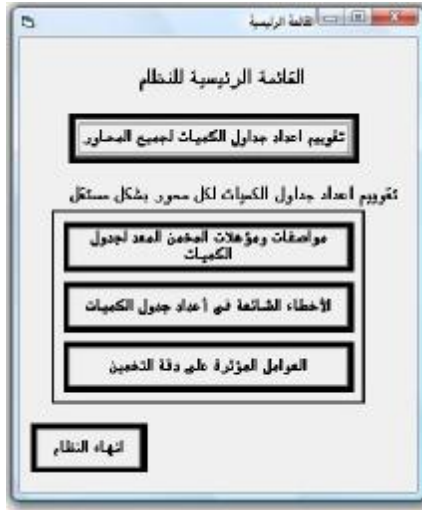 القائمة الرئيسية
القائمة الرئيسية للنظام
تقويم اعداد جداول الكميات لجميع المحاور
تقويم اعداد جداول الكميات لكل محور بشكل مستقل
مواصفات ومؤهلات المخمن المعد لجدول
الكميات
الأخطاء الشائعة في أعداد جدول الكميات
العوامل المؤثرة على دقة التخمين
انهاء النظام